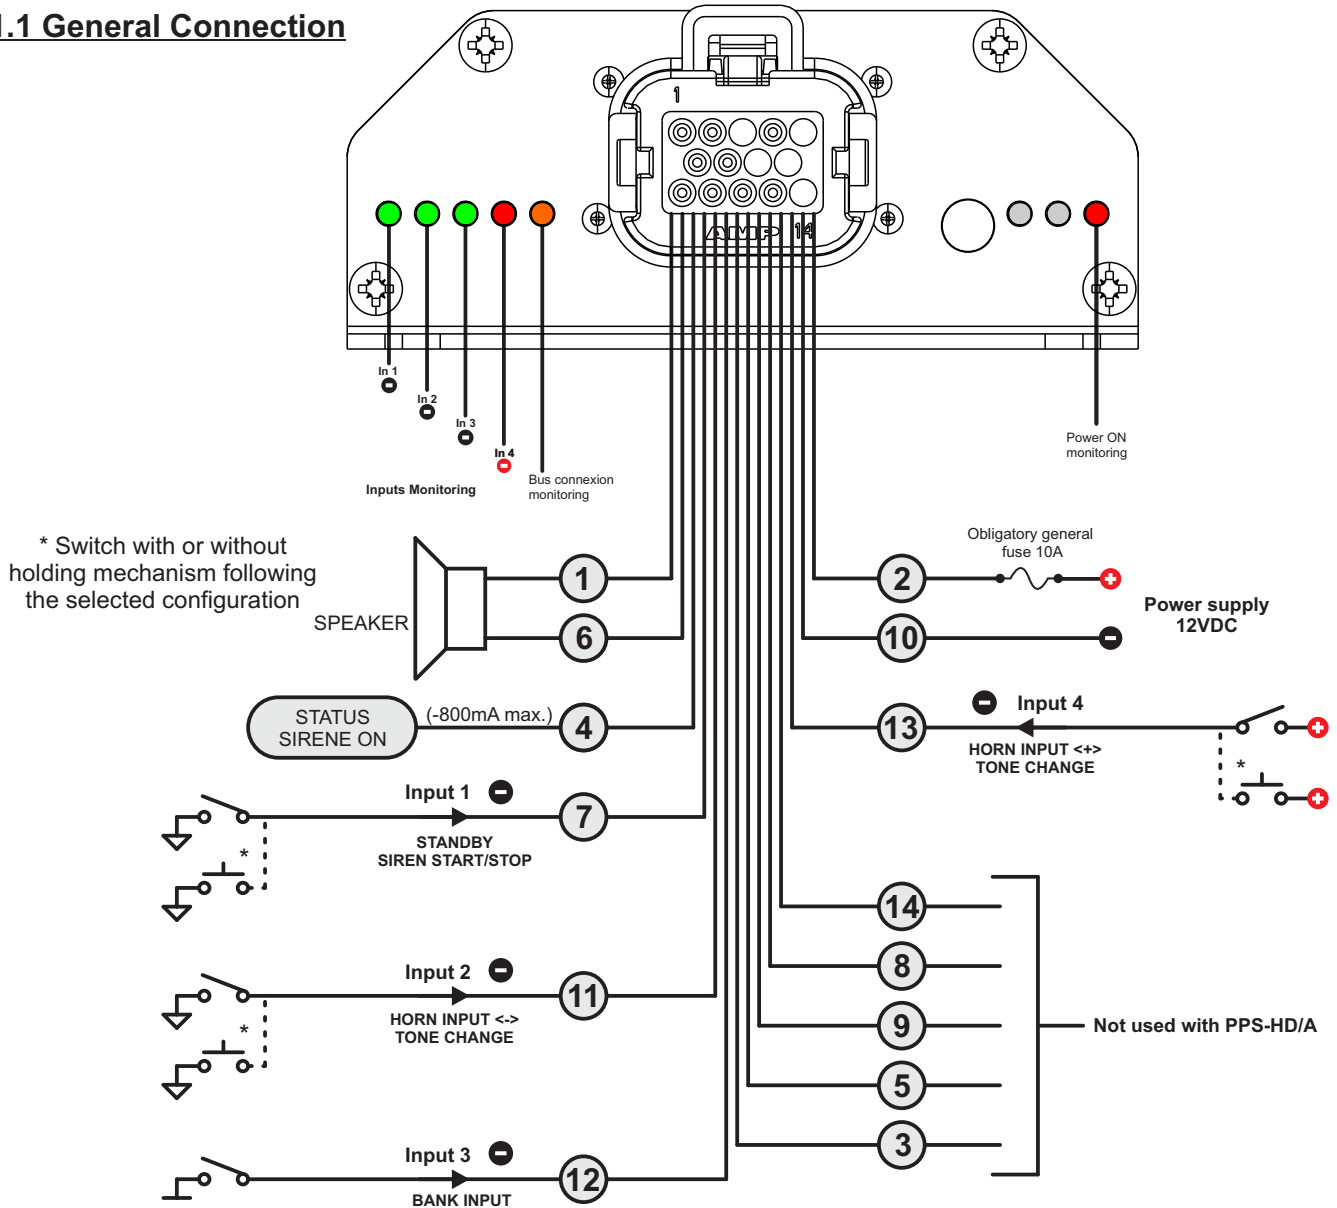 1.1 General Connection
1
AMP 14
In 1
In 2
In 3
In 4
Inputs Monitoring
Bus connexion
monitoring
Power ON
monitoring
* Switch with or without
holding mechanism following
the selected configuration
SPEAKER
1
6
Obligatory general
fuse 10A
2
10
Power supply
12VDC
STATUS
SIRENE ON
(-800mA max.)
4
13
Input 4
HORN INPUT <+>
TONE CHANGE
*
Input 1
7
STANDBY
SIREN START/STOP
*
14
8
9
5
3
Not used with PPS-HD/A
Input 2
11
HORN INPUT <->
TONE CHANGE
*
Input 3
12
BANK INPUT